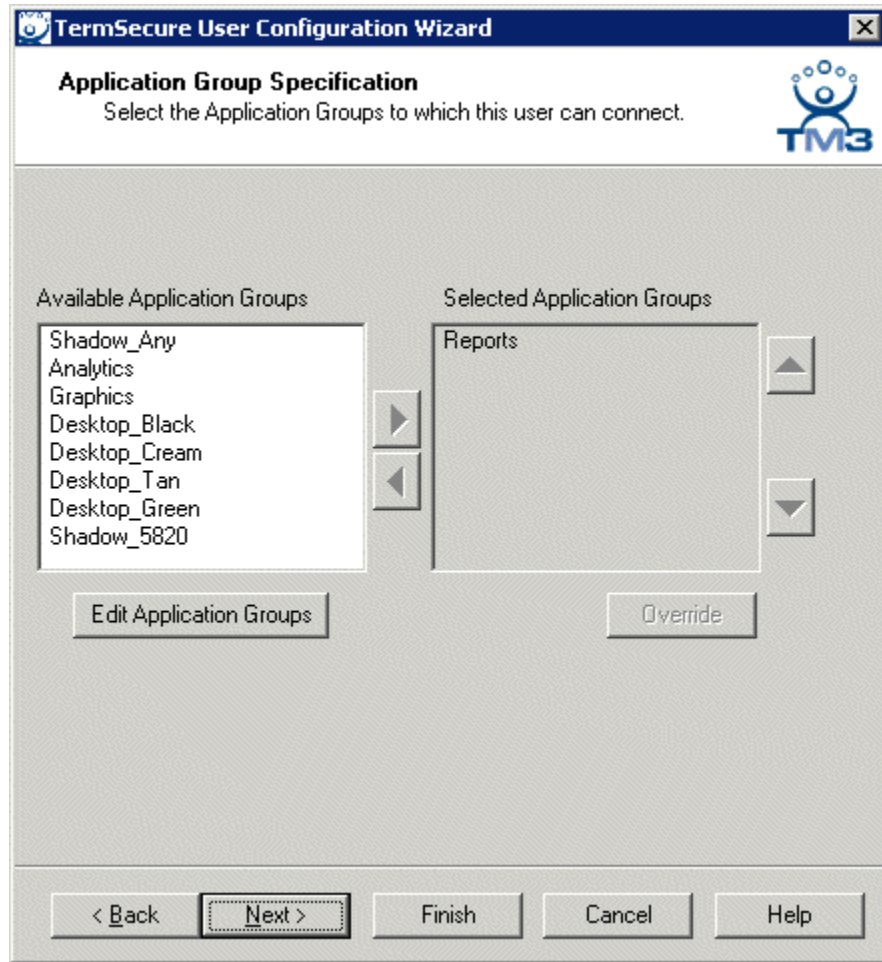 TermSecure User Configuration Wizard
Application Group Specification
Select the Application Groups to which this user can connect.
TM3
Available Application Groups
Shadow_Any
Analytics
Graphics
Desktop_Black
Desktop_Cream
Desktop_Tan
Desktop_Green
Shadow_5820
Selected Application Groups
Reports
Edit Application Groups
Override
< Back
Next >
Finish
Cancel
Help